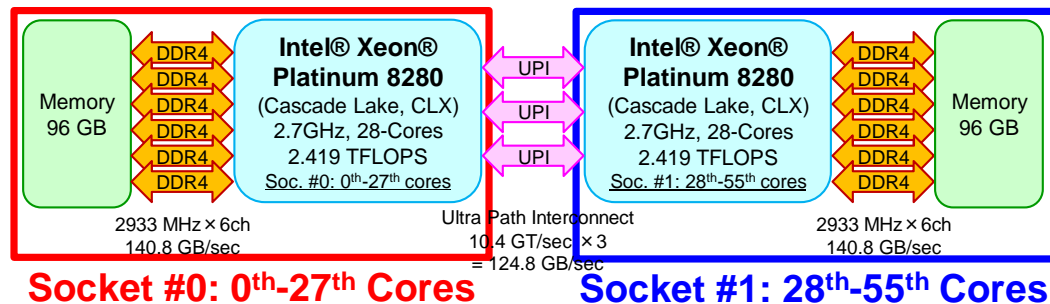 Memory
96 GB
DDR4
DDR4
DDR4
DDR4
DDR4
DDR4
Intel® Xeon®
Platinum 8280
(Cascade Lake, CLX)
2.7GHz, 28-Cores
2.419 TFLOPS
Soc. #0: 0th-27th cores
UPI
UPI
UPI
Intel® Xeon®
Platinum 8280
(Cascade Lake, CLX)
2.7GHz, 28-Cores
2.419 TFLOPS
Soc. #1: 28th-55th cores
DDR4
DDR4
DDR4
DDR4
DDR4
DDR4
Memory
96 GB
2933 MHz×6ch
140.8 GB/sec
Ultra Path Interconnect
10.4 GT/sec ×3
= 124.8 GB/sec
2933 MHz×6ch
140.8 GB/sec
Socket #0: 0th-27th Cores
Socket #1: 28th-55th Cores